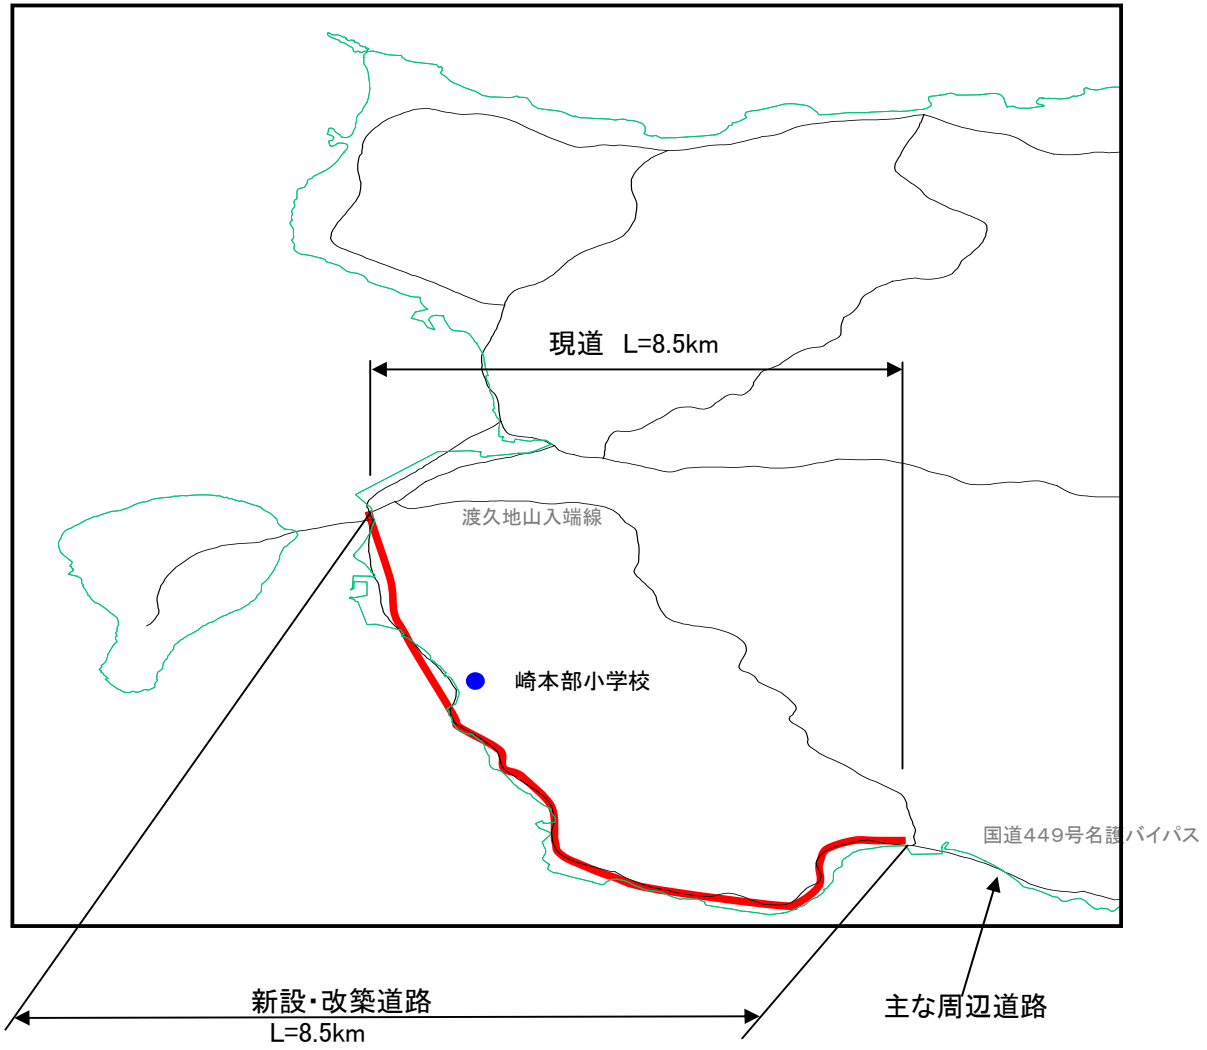 現道 L=8.5km
渡久地山入端線
崎本部小学校
国道449号名護バイパス
新設・改築道路
L=8.5km
主な周辺道路